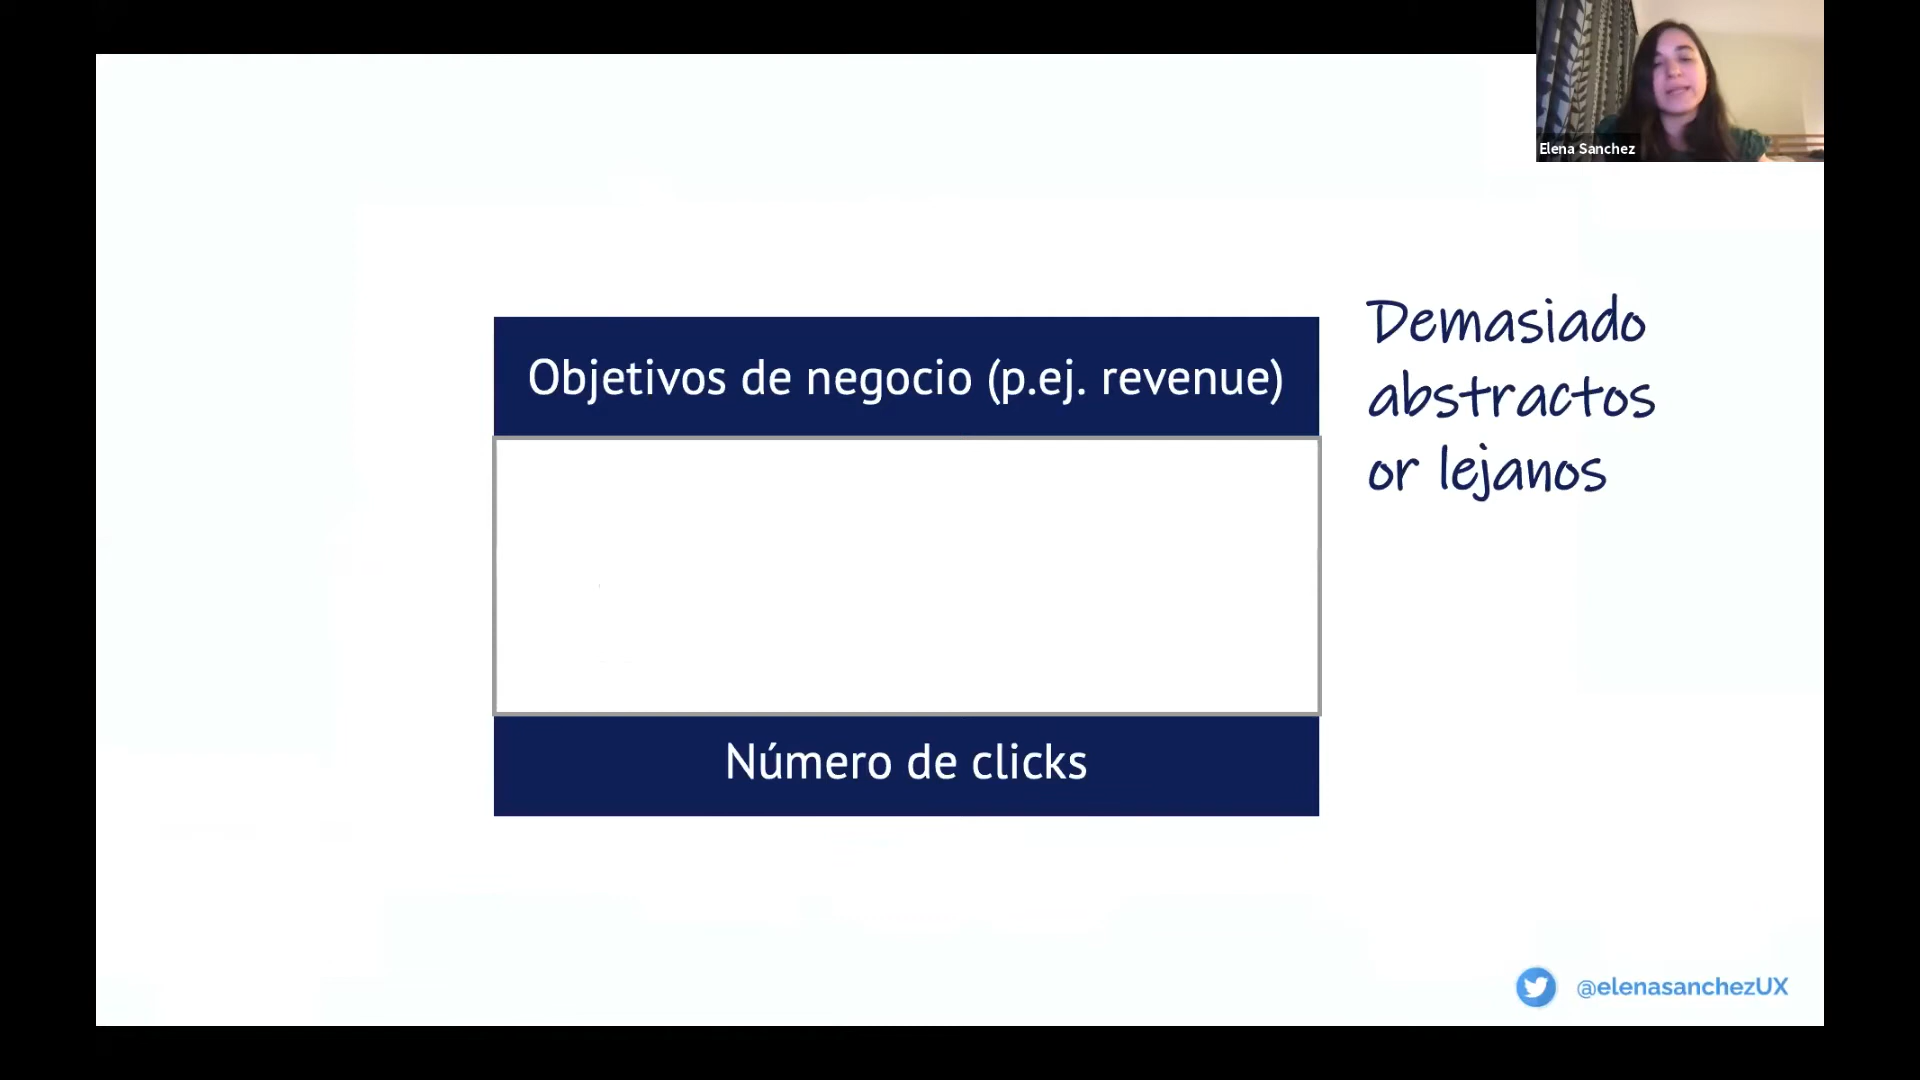 Elena Sanchez
Objetivos de negocio (p.ej. revenue)
Demasiado
abstractos
or lejanos
Número de clicks
@elenasanchezUX